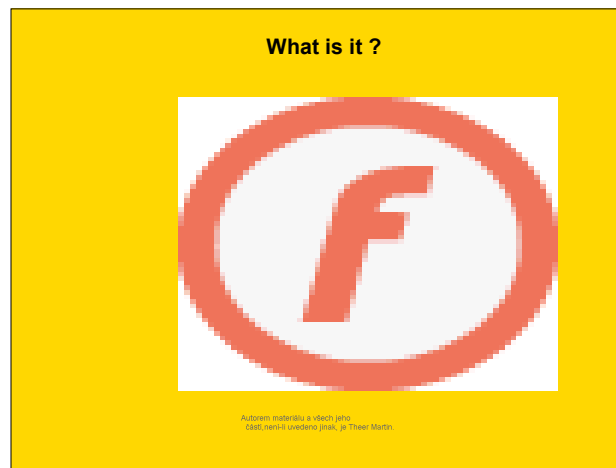 What is it ?
f
Autorem materiálu a všech jeho
částí,není-li uvedeno jinak, je Theer Martin.